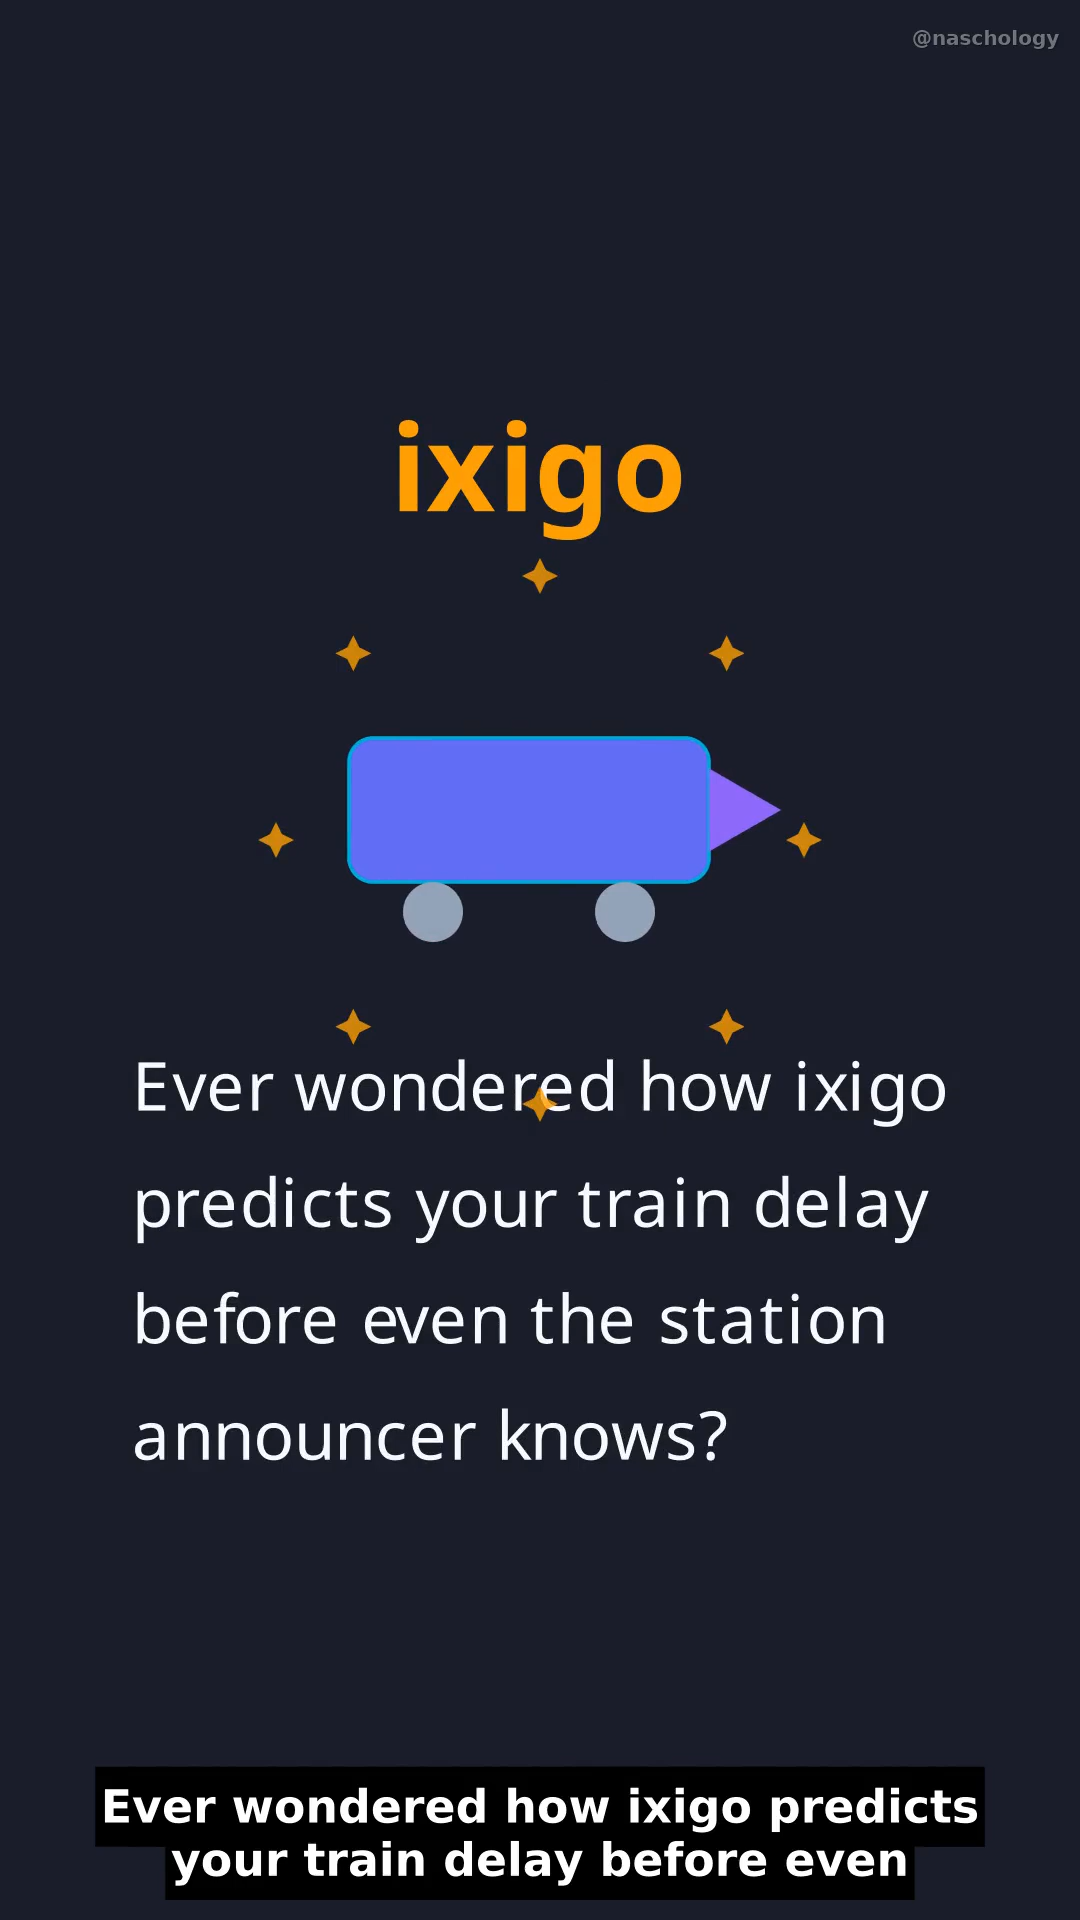 @naschology
ixigo
Ever wondered how ixigo
predicts your train delay
before even the station
announcer knows?
Ever wondered how ixigo predicts
your train delay before even